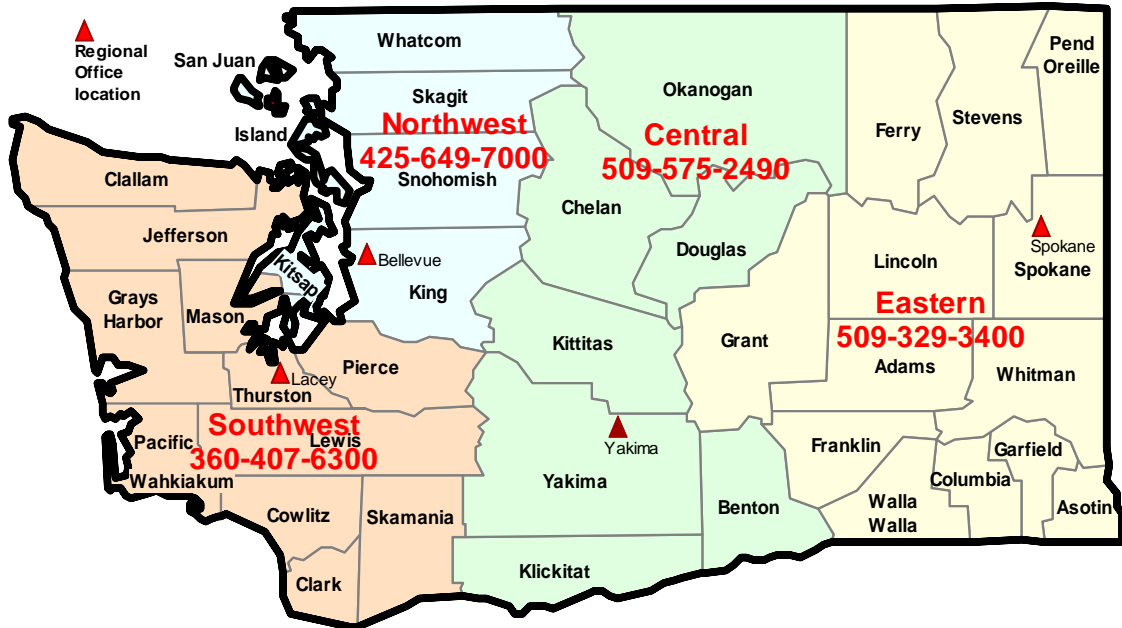 Regional
Office
location
San Juan
Island
Whatcom
Skagit
Northwest
425-649-7000
Snohomish
King
Bellevue
Kitsap
Okanogan
Central
509-575-2490
Chelan
Douglas
Kittitas
Yakima
Yakima
Benton
Klickitat
Ferry
Stevens
Pend
Oreille
Lincoln
Spokane
Spokane
Eastern
509-329-3400
Grant
Adams
Whitman
Franklin
Walla
Walla
Columbia
Garfield
Asotin
Clallam
Jefferson
Grays
Harbor
Mason
Pierce
Lacey
Thurston
Southwest
360-407-6300
Lewis
Pacific
Wahkiakum
Cowlitz
Skamania
Clark